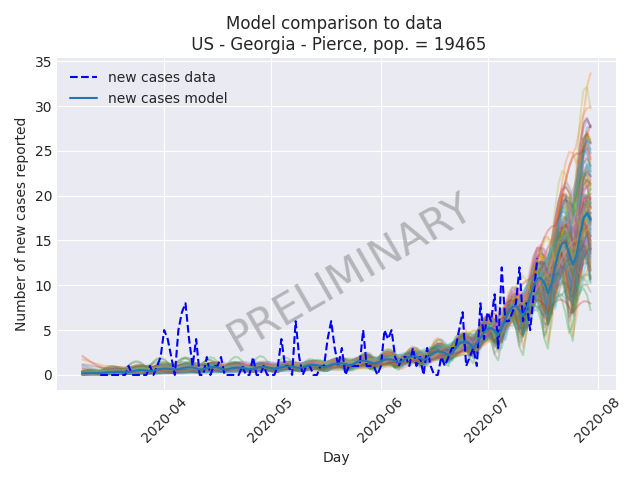 Model comparison to data
US - Georgia - Pierce, pop. = 19465
new cases data
new cases model
Number of new cases reported
35
30
25
20
15
10
5
0
PRELIMINARY
2020-04
2020-05
2020-06
2020-07
2020-08
Day